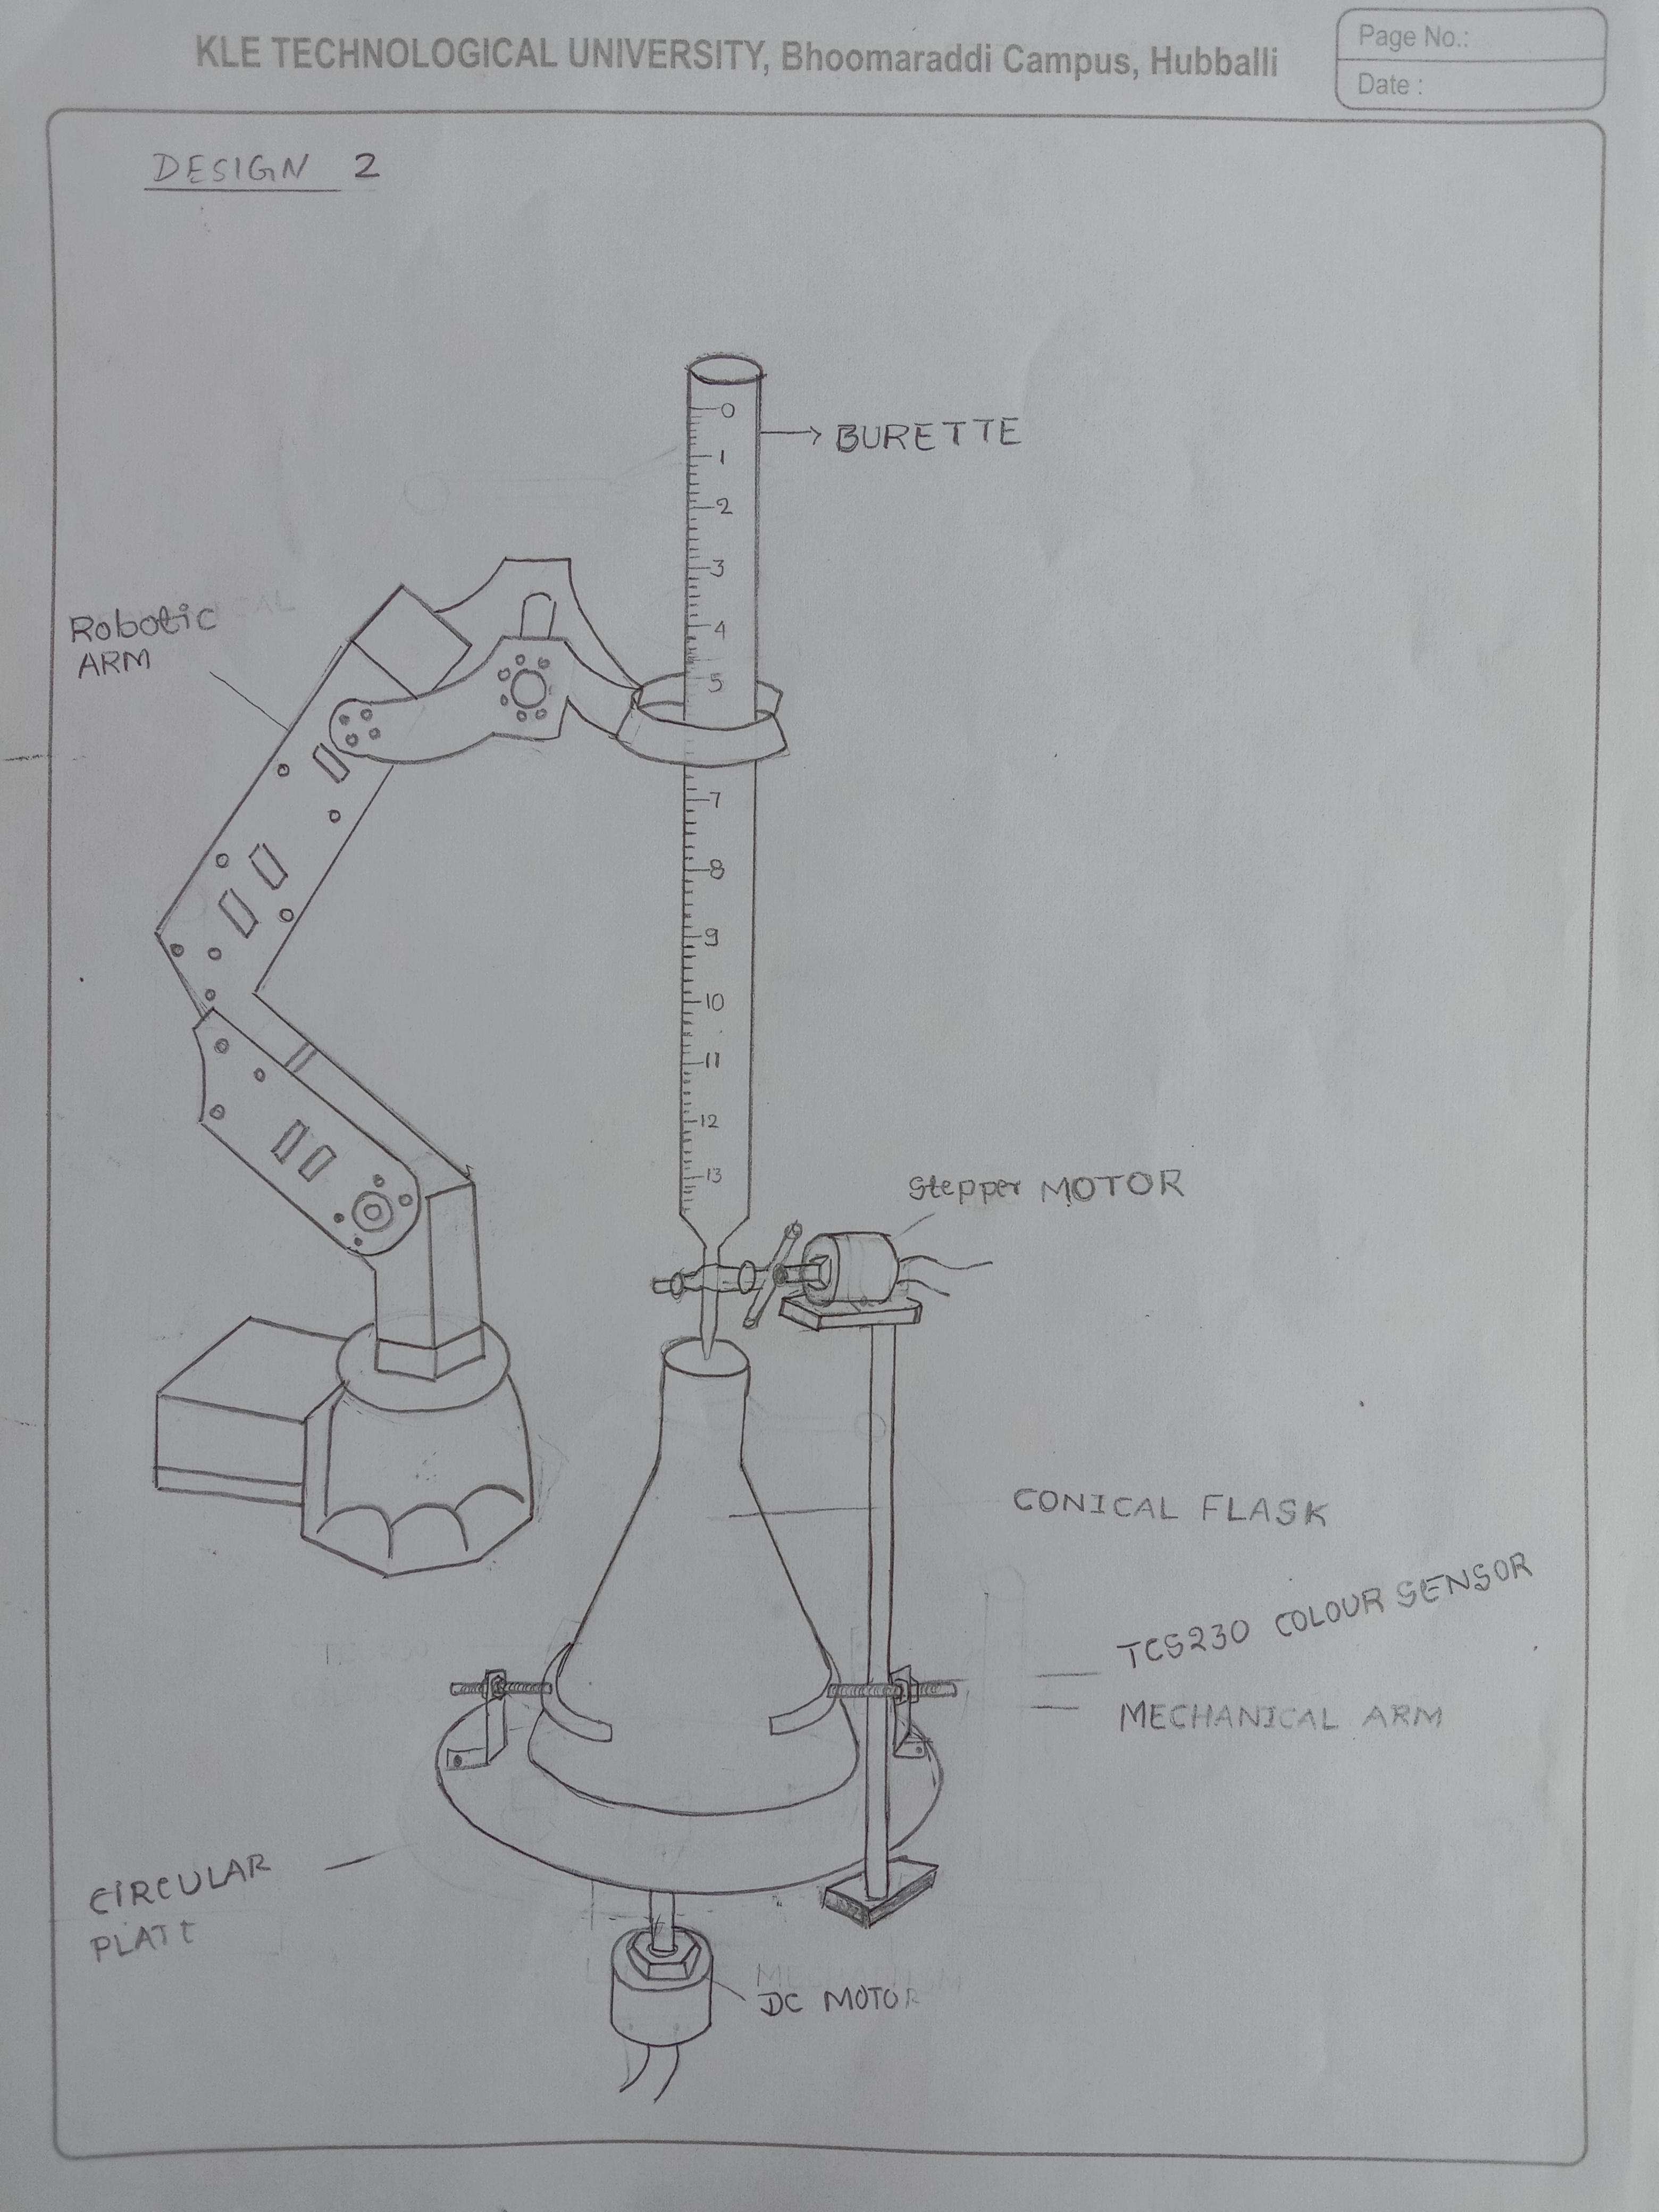 KLE TECHNOLOGICAL UNIVERSITY, Bhoomaraddi Campus, Hubballi
Page No.:
Date :
DESIGN 2
BURETTE
0
1
2
3
4
5
7
8
9
10
11
12
13
Robotic
ARM
Stepper MOTOR
CONICAL FLASK
TCS230 COLOUR SENSOR
MECHANICAL ARM
CIRCULAR
PLATE
DC MOTOR